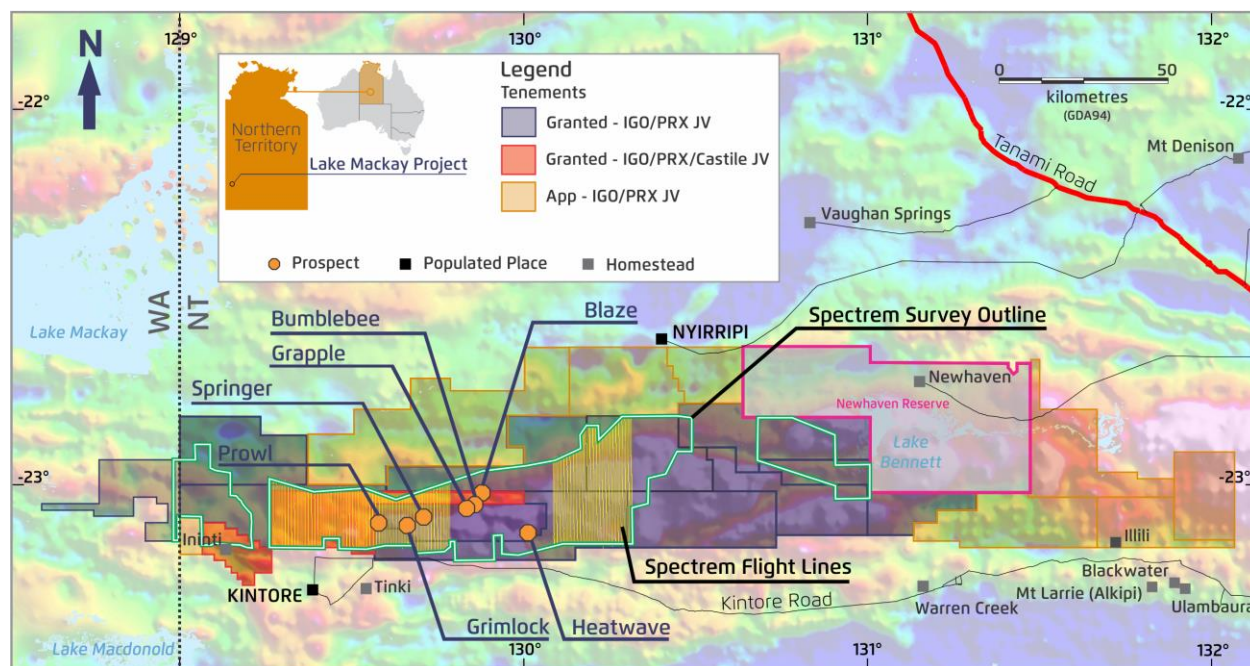 129°
130°
131°
132°
N
-22°
-22°
Northern
Territory
Lake Mackay Project
Legend
Tenements
Granted - IGO/PRX JV
Granted - IGO/PRX/Castile JV
App - IGO/PRX JV
Prospect
Populated Place
Homestead
0
50
kilometres
(GDA94)
Mt Denison
Tanami Road
Vaughan Springs
WA
NT
Lake Mackay
Bumblebee
Blaze
Grapple
NYIRRIPI
Spectrem Survey Outline
Springer
Newhaven
Newhaven Reserve
Prowl
Lake
Bennett
-23°
-23°
Ininti
Illili
Spectrem Flight Lines
KINTORE
Tinki
Kintore Road
Warren Creek
Blackwater
Mt Larrie (Alkipi)
Ulambaura
Grimlock
Heatwave
Lake Macdonold
130°
131°
132°